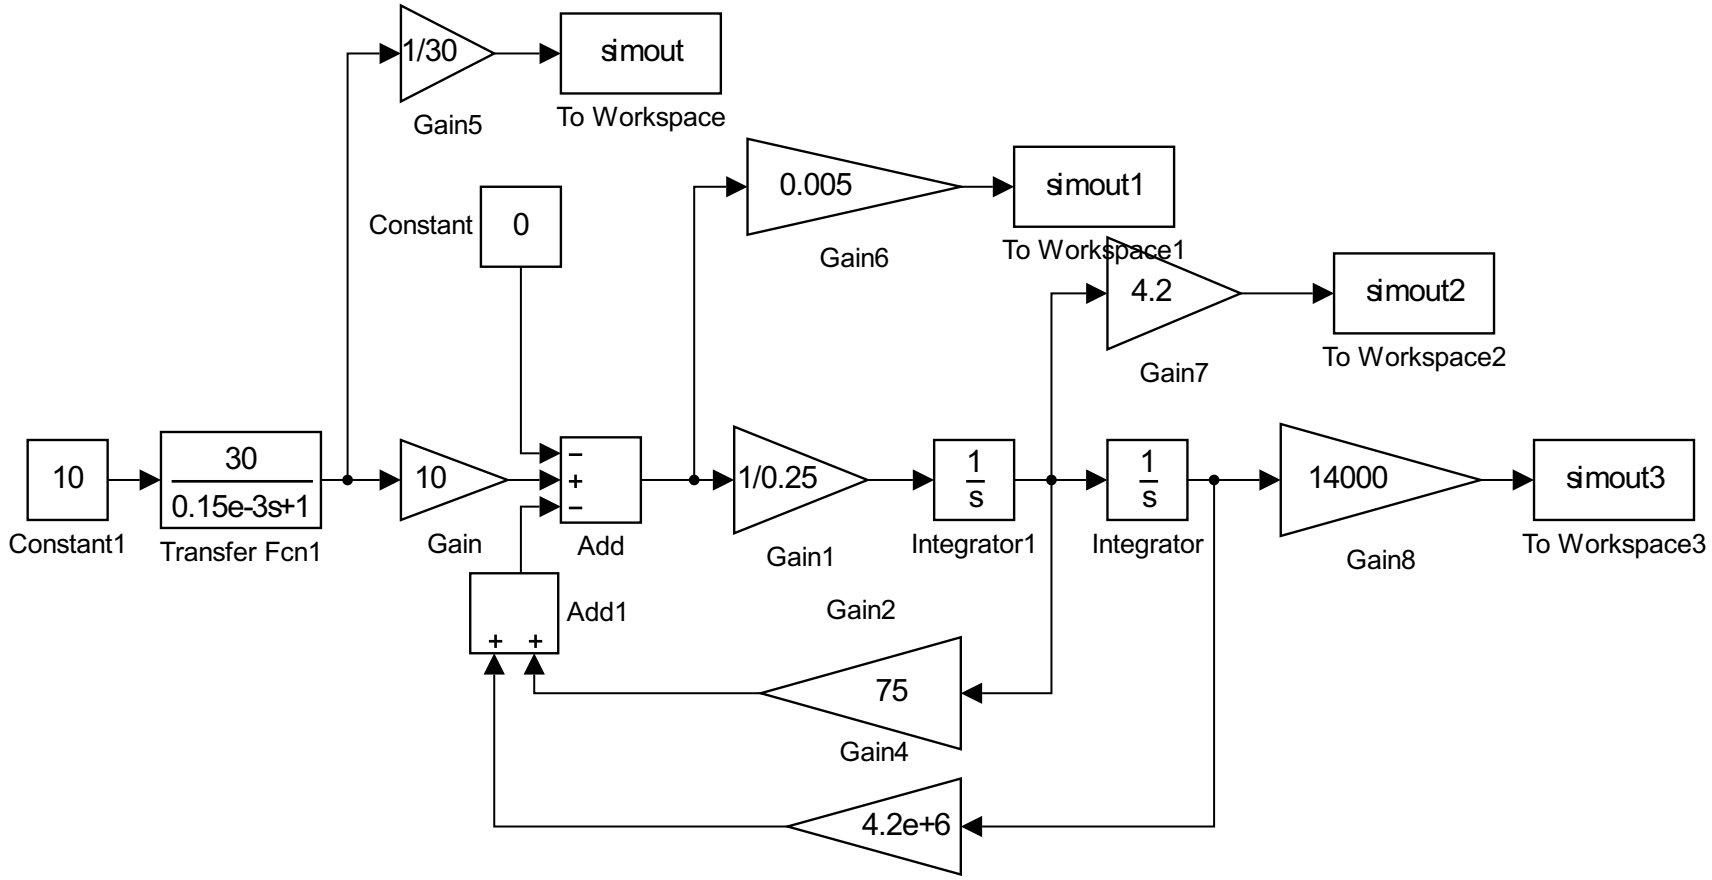 1/30
simout
Gain5
To Workspace
0.005
simout1
Constant
0
Gain6
To Workspace1
4.2
simout2
Gain7
To Workspace2
10
30
0.15e-3s+1
10
−
+
−
1/0.25
1
s
1
s
14000
simout3
Constant1
Transfer Fcn1
Gain
Add
Gain1
Integrator1
Integrator
Gain8
To Workspace3
Add1
+ +
Gain2
75
Gain4
4.2e+6